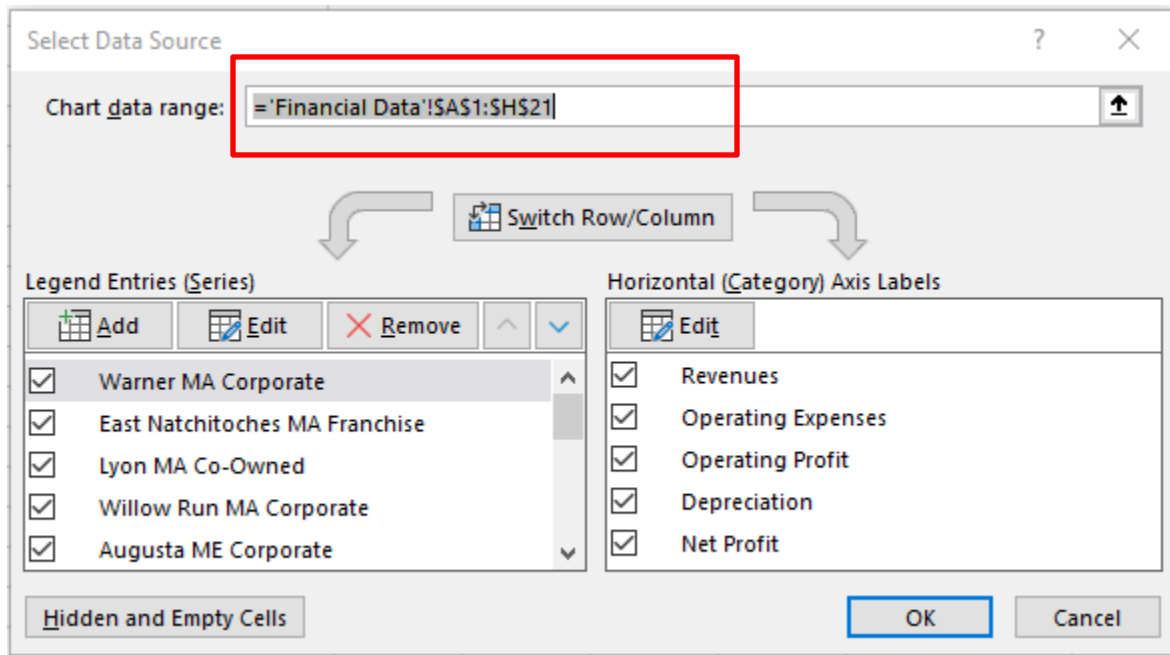 Select Data Source
?
Chart data range: ='Financial Data'!$A$1:$H$21
Switch Row/Column
Legend Entries (Series)
Add Edit Remove
Warner MA Corporate
East Natchitoches MA Franchise
Lyon MA Co-Owned
Willow Run MA Corporate
Augusta ME Corporate
Horizontal (Category) Axis Labels
Edit
Revenues
Operating Expenses
Operating Profit
Depreciation
Net Profit
Hidden and Empty Cells
OK Cancel